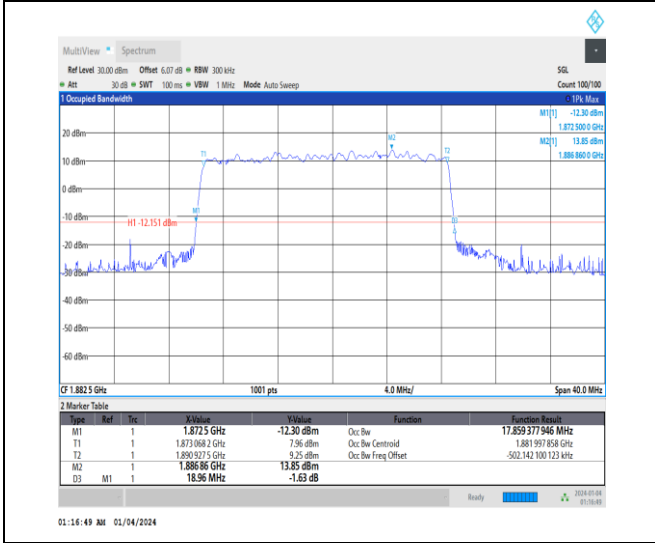 MultiView Spectrum
Ref Level 30.00 dBm Offset 6.07 dB RBW 300 kHz SGL
Att 30 dB SWT 100 ms VBW 1 MHz Mode Auto Sweep Count 100/100
1 Occupied Bandwidth 1Pk Max
M1[1] -12.30 dBm
1.872 500 0 GHz
M2[1] 13.85 dBm
1.886 860 0 GHz
20 dBm
M2
T1 T2
10 dBm
0 dBm
-10 dBm
M1
D3
H1 -12.151 dBm
-20 dBm
-30 dBm
-40 dBm
-50 dBm
-60 dBm
CF 1.882 5 GHz 1001 pts 4.0 MHz/ Span 40.0 MHz
2 Marker Table
Type Ref Trc X-Value Y-Value Function Function Result
M1 1 1.872 5 GHz -12.30 dBm Occ Bw 17.859 377 946 MHz
T1 1 1.873 068 2 GHz 7.96 dBm Occ Bw Centroid 1.881 997 858 GHz
T2 1 1.890 927 5 GHz 9.25 dBm Occ Bw Freq Offset -502.142 100 123 kHz
M2 1 1.886 86 GHz 13.85 dBm
D3 M1 1 18.96 MHz -1.63 dB
Ready 2024-01-04
01:16:49
01:16:49 AM 01/04/2024